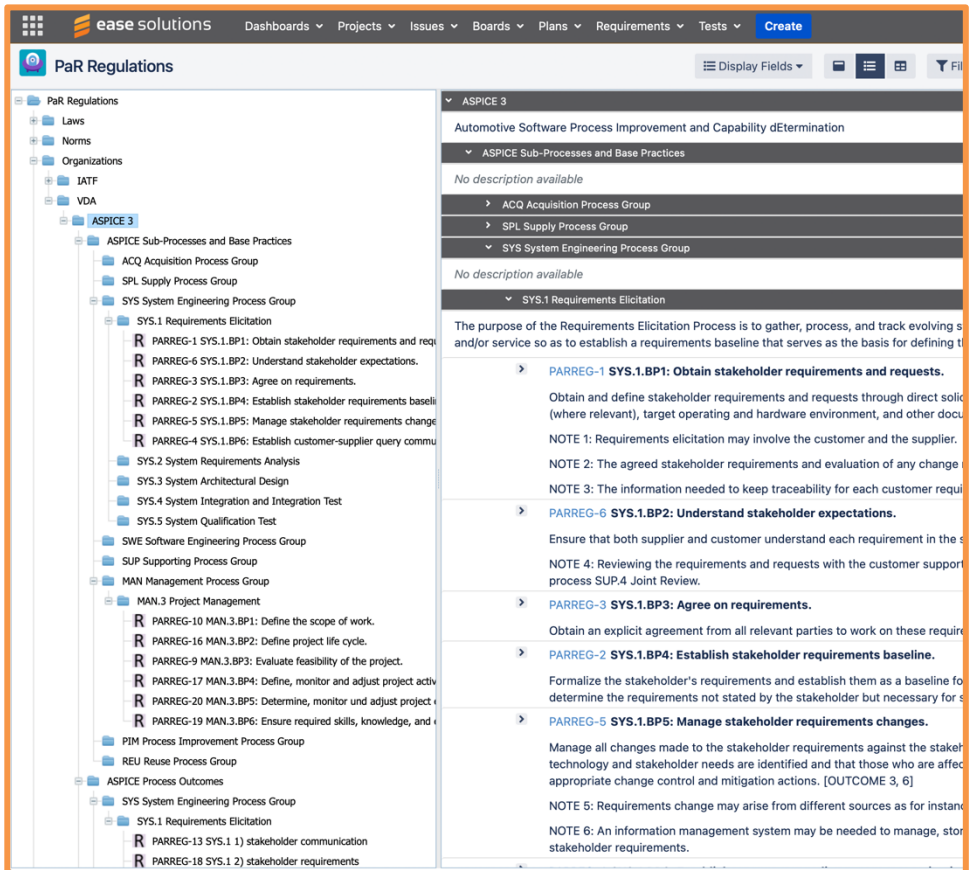 ease solutions Dashboards Projects Issues Boards Plans Requirements Tests Create
PaR Regulations Display Fields Fil
PaR Regulations
Laws
Norms
Organizations
IATF
VDA
ASPICE 3
ASPICE Sub-Processes and Base Practices
ACQ Acquisition Process Group
SPL Supply Process Group
SYS System Engineering Process Group
SYS.1 Requirements Elicitation
R PARREG-1 SYS.1.BP1: Obtain stakeholder requirements and requ
R PARREG-6 SYS.1.BP2: Understand stakeholder expectations.
R PARREG-3 SYS.1.BP3: Agree on requirements.
R PARREG-2 SYS.1.BP4: Establish stakeholder requirements baseli
R PARREG-5 SYS.1.BP5: Manage stakeholder requirements change
R PARREG-4 SYS.1.BP6: Establish customer-supplier query commu
SYS.2 System Requirements Analysis
SYS.3 System Architectural Design
SYS.4 System Integration and Integration Test
SYS.5 System Qualification Test
SWE Software Engineering Process Group
SUP Supporting Process Group
MAN Management Process Group
MAN.3 Project Management
R PARREG-10 MAN.3.BP1: Define the scope of work.
R PARREG-16 MAN.3.BP2: Define project life cycle.
R PARREG-9 MAN.3.BP3: Evaluate feasibility of the project.
R PARREG-17 MAN.3.BP4: Define, monitor and adjust project activ
R PARREG-20 MAN.3.BP5: Determine, monitor und adjust project
R PARREG-19 MAN.3.BP6: Ensure required skills, knowledge, and
PIM Process Improvement Process Group
REU Reuse Process Group
ASPICE Process Outcomes
SYS System Engineering Process Group
SYS.1 Requirements Elicitation
R PARREG-13 SYS.1 1) stakeholder communication
R PARREG-18 SYS.1 2) stakeholder requirements
ASPICE 3
Automotive Software Process Improvement and Capability dEtermination
ASPICE Sub-Processes and Base Practices
No description available
ACQ Acquisition Process Group
SPL Supply Process Group
SYS System Engineering Process Group
No description available
SYS.1 Requirements Elicitation
The purpose of the Requirements Elicitation Process is to gather, process, and track evolving s
and/or service so as to establish a requirements baseline that serves as the basis for defining th
PARREG-1 SYS.1.BP1: Obtain stakeholder requirements and requests.
Obtain and define stakeholder requirements and requests through direct solic
(where relevant), target operating and hardware environment, and other docu
NOTE 1: Requirements elicitation may involve the customer and the supplier.
NOTE 2: The agreed stakeholder requirements and evaluation of any change
NOTE 3: The information needed to keep traceability for each customer requi
PARREG-6 SYS.1.BP2: Understand stakeholder expectations.
Ensure that both supplier and customer understand each requirement in the s
NOTE 4: Reviewing the requirements and requests with the customer support
process SUP.4 Joint Review.
PARREG-3 SYS.1.BP3: Agree on requirements.
Obtain an explicit agreement from all relevant parties to work on these require
PARREG-2 SYS.1.BP4: Establish stakeholder requirements baseline.
Formalize the stakeholder's requirements and establish them as a baseline fo
determine the requirements not stated by the stakeholder but necessary for s
PARREG-5 SYS.1.BP5: Manage stakeholder requirements changes.
Manage all changes made to the stakeholder requirements against the stakeh
technology and stakeholder needs are identified and that those who are affec
appropriate change control and mitigation actions. [OUTCOME 3, 6]
NOTE 5: Requirements change may arise from different sources as for instanc
NOTE 6: An information management system may be needed to manage, stor
stakeholder requirements.